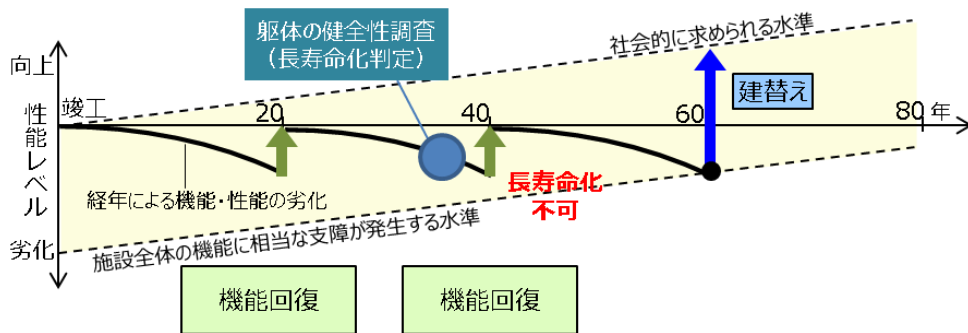 躯体の健全性調査
(長寿命化判定)
社会的に求められる水準
向上
建替え
竣工
20
40
60
80
年
性能レベル
経年による機能・性能の劣化
長寿命化
不可
劣化
施設全体の機能に相当な支障が発生する水準
機能回復
機能回復